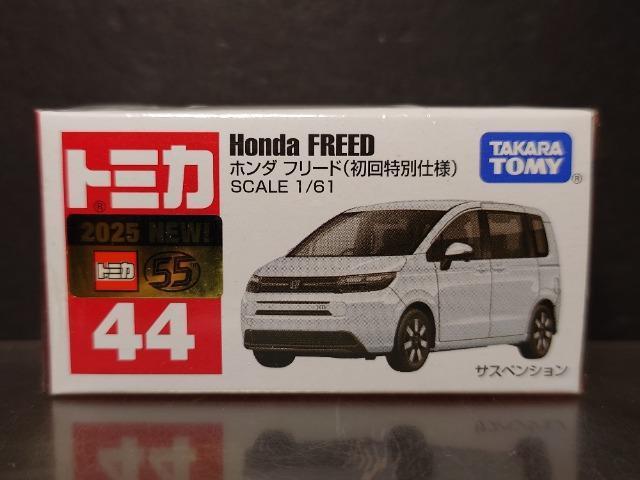 トミカ
®
2025 NEW!
トミカ 55
44
Honda FREED
ホンダ フリード(初回特別仕様)
SCALE 1/61
TAKARA
TOMY
®
サスペンション